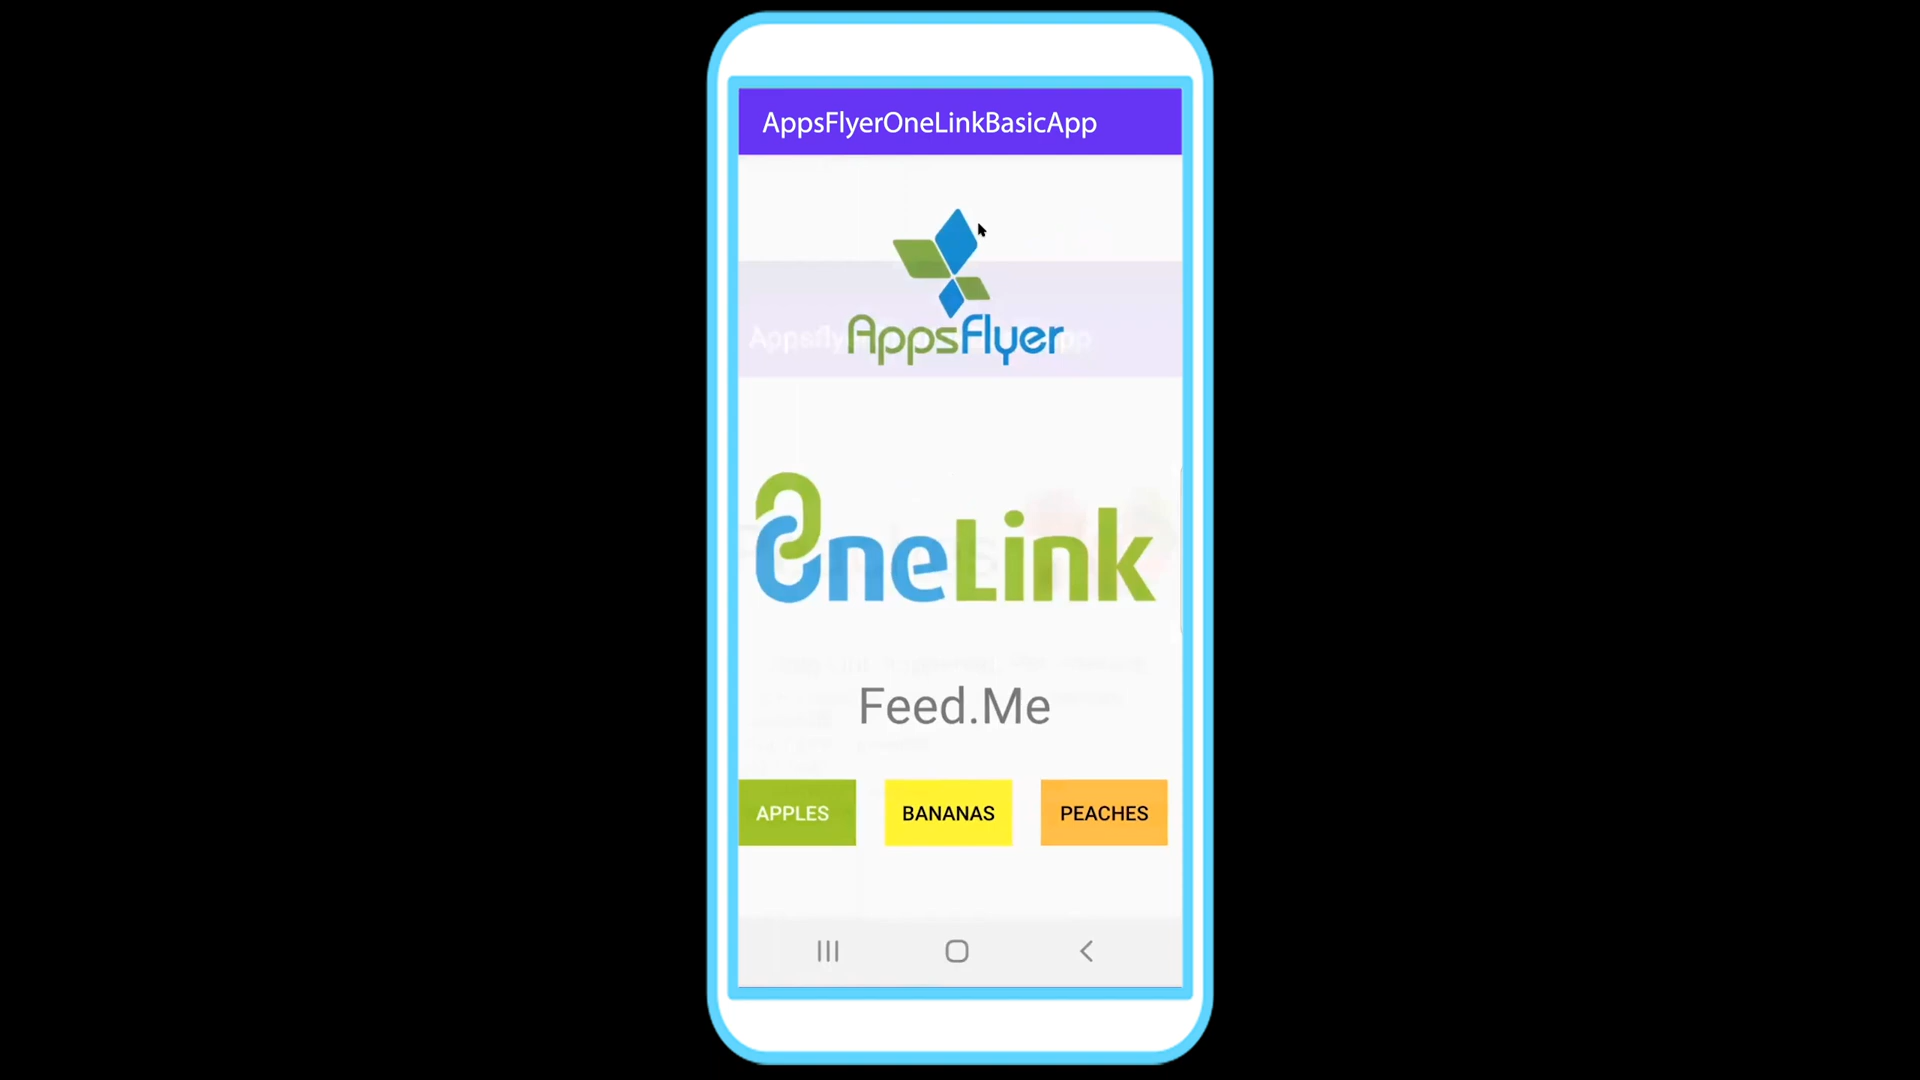 AppsFlyerOneLinkBasicApp
AppsFlyer
OneLink
Feed.Me
APPLES
BANANAS
PEACHES